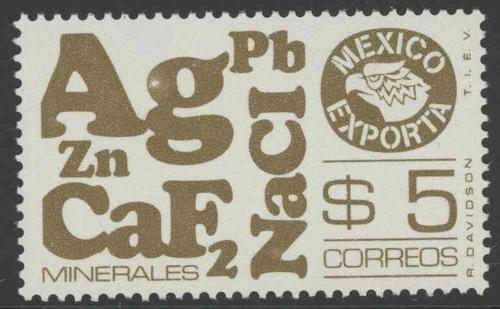 Ag
Pb
Zn
CaF2
NaCl
MINERALES
MEXICO
EXPORTA
$ 5
CORREOS
R. DAVIDSON
T. I. E. V.